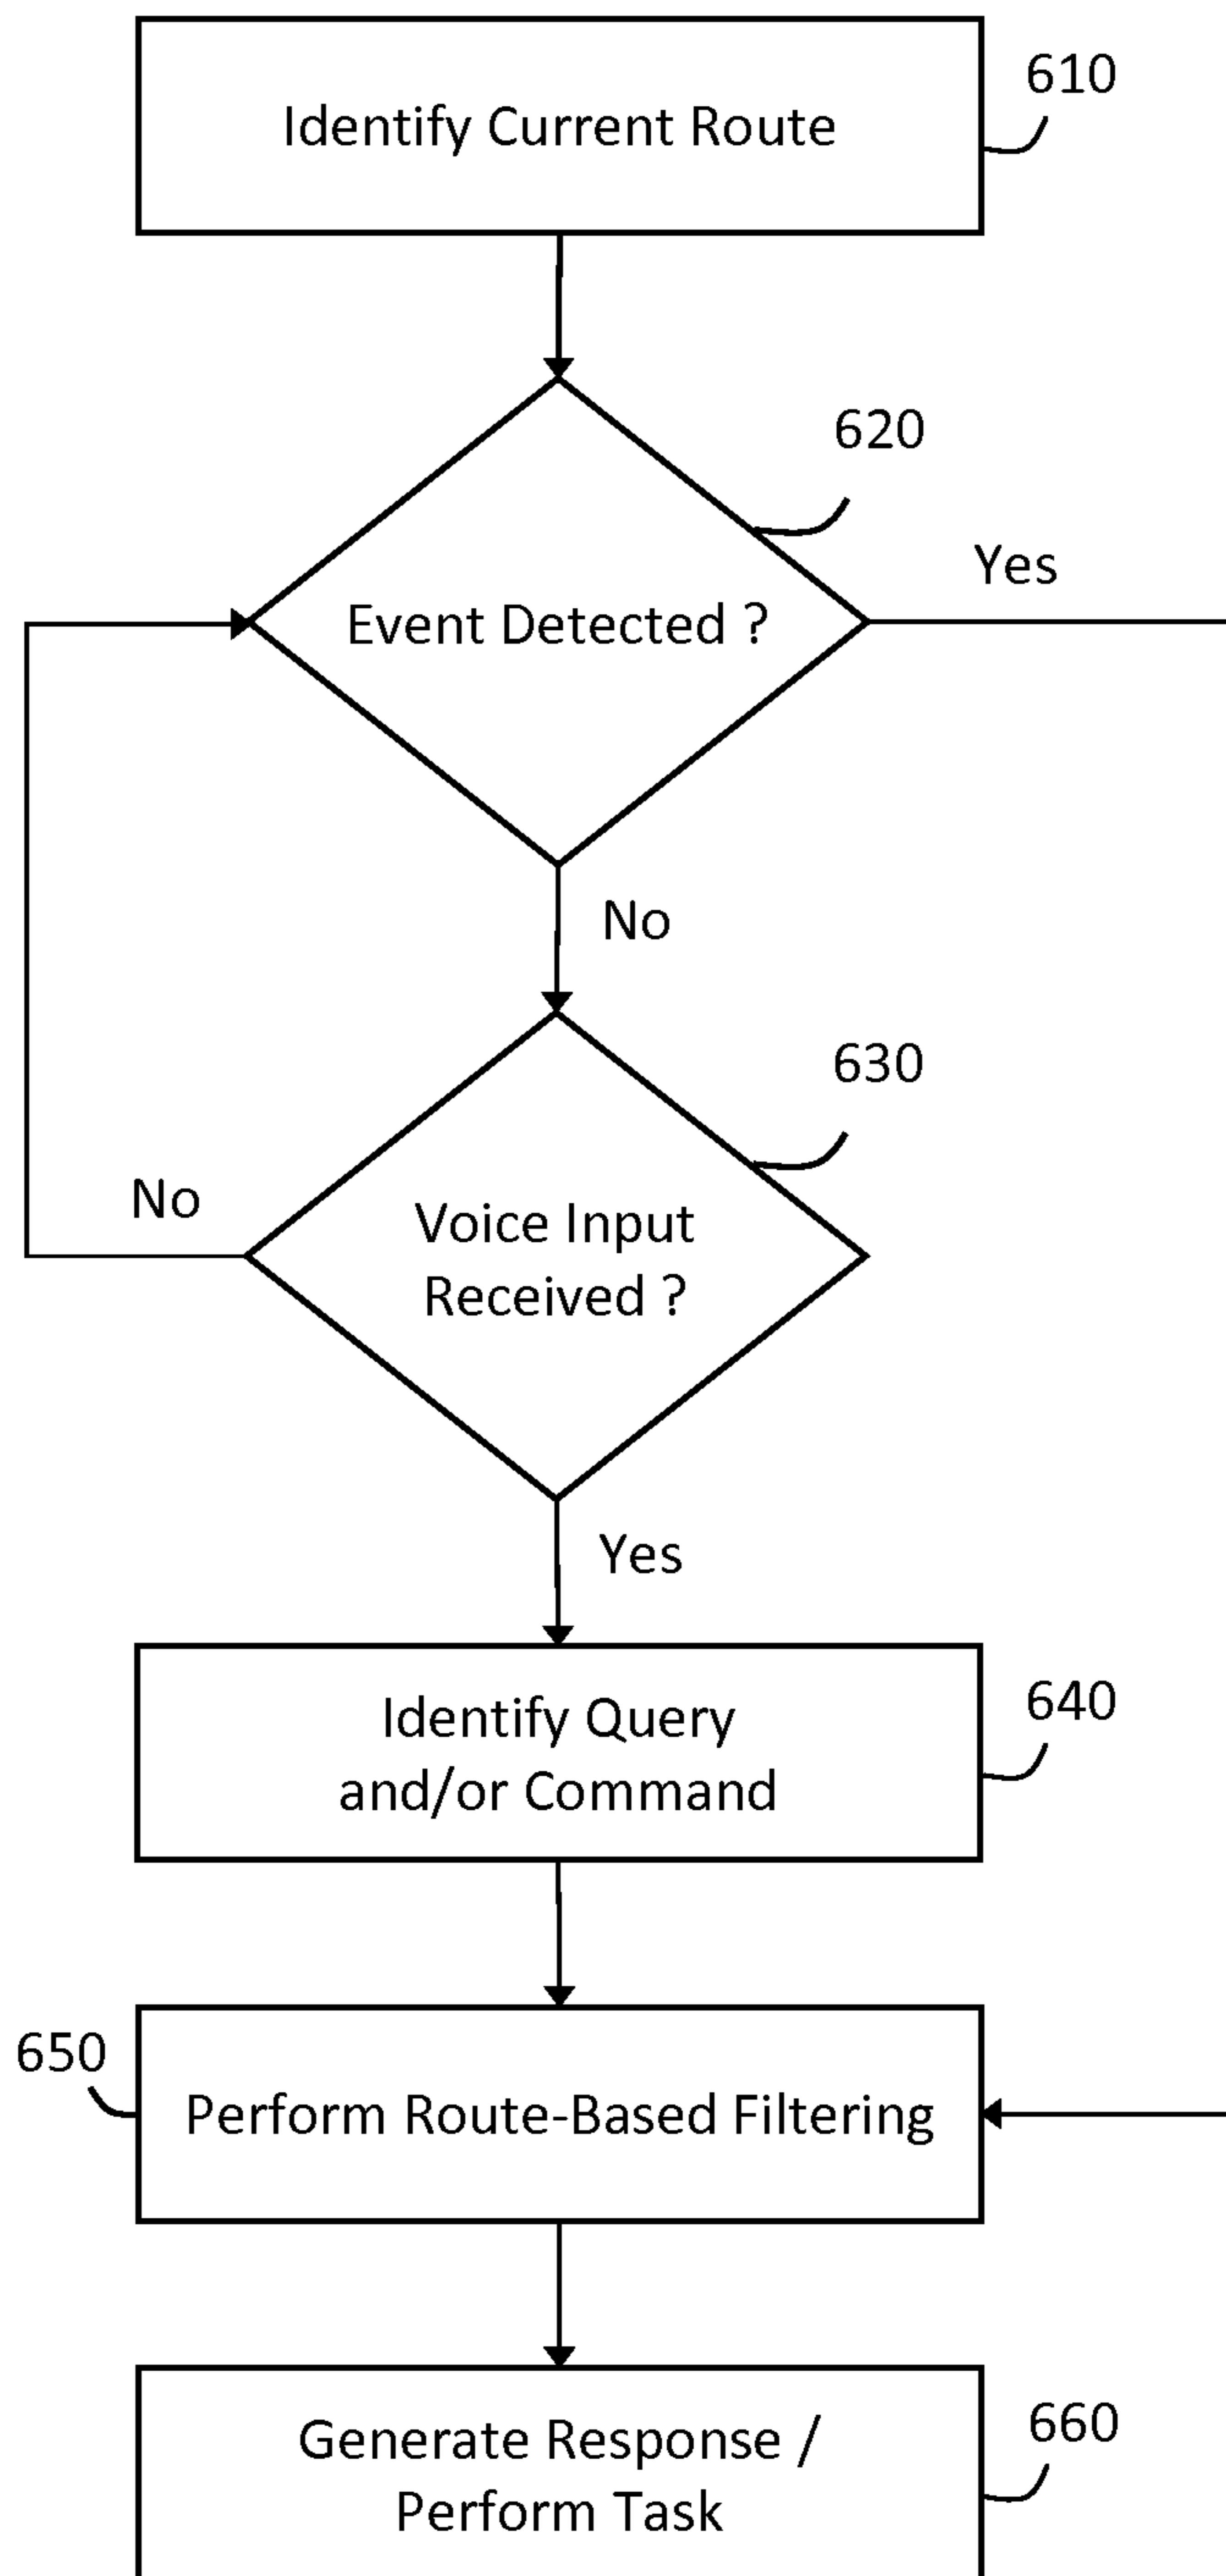 Identify Current Route
610
620
Yes
Event Detected ?
No
630
No
Voice Input
Received ?
Yes
Identify Query
and/or Command
640
650
Perform Route-Based Filtering
Generate Response /
Perform Task
660